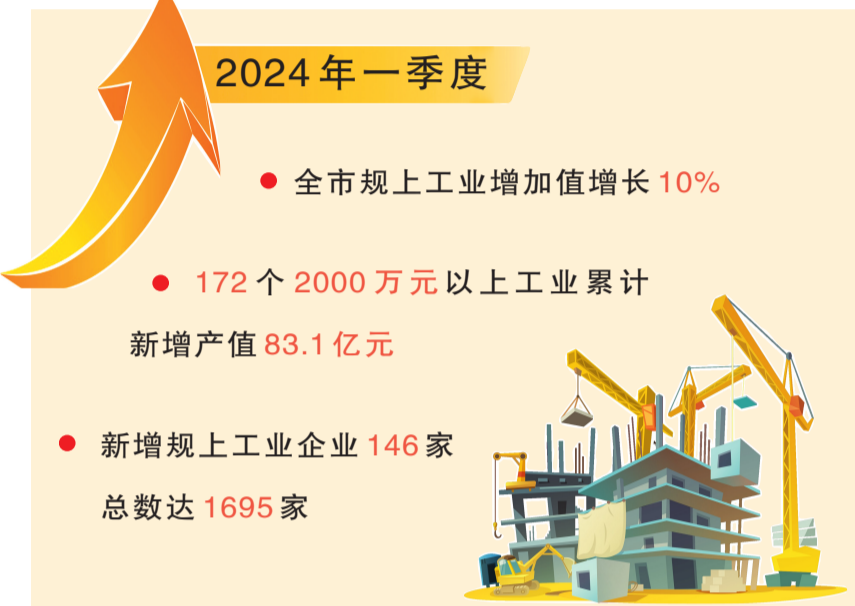 2024年一季度
全市规上工业增加值增长10%
172个2000万元以上工业累计
新增产值83.1亿元
新增规上工业企业146家
总数达1695家